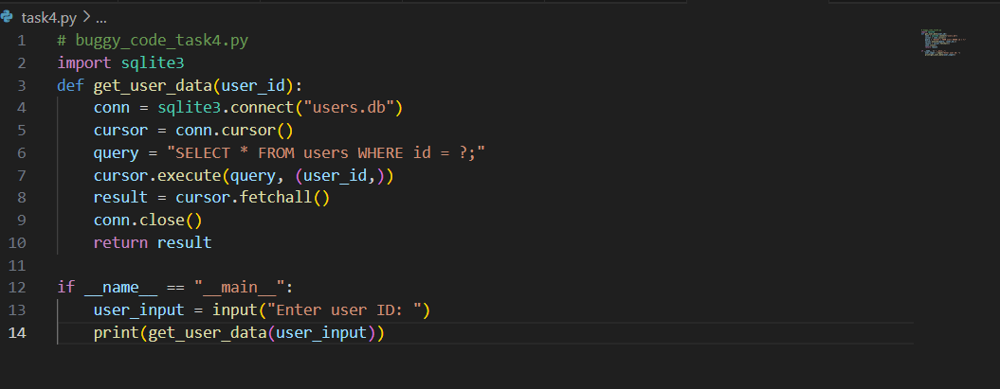 task4.py > ...
1 # buggy_code_task4.py
2 import sqlite3
3 def get_user_data(user_id):
4     conn = sqlite3.connect("users.db")
5     cursor = conn.cursor()
6     query = "SELECT * FROM users WHERE id = ?;"
7     cursor.execute(query, (user_id,))
8     result = cursor.fetchall()
9     conn.close()
10     return result
11
12 if __name__ == "__main__":
13     user_input = input("Enter user ID: ")
14     print(get_user_data(user_input))